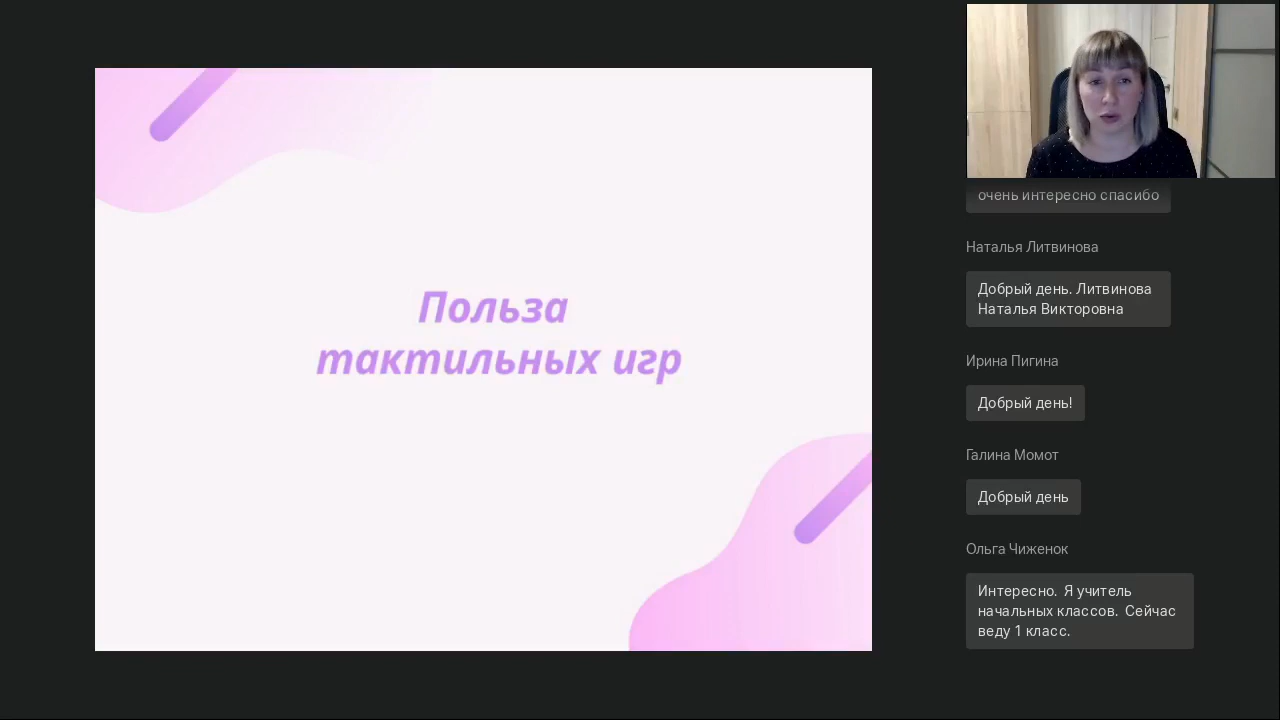 Польза
тактильных игр
очень интересно спасибо
Наталья Литвинова
Добрый день. Литвинова
Наталья Викторовна
Ирина Пигина
Добрый день!
Галина Момот
Добрый день
Ольга Чиженок
Интересно. Я учитель
начальных классов. Сейчас
веду 1 класс.